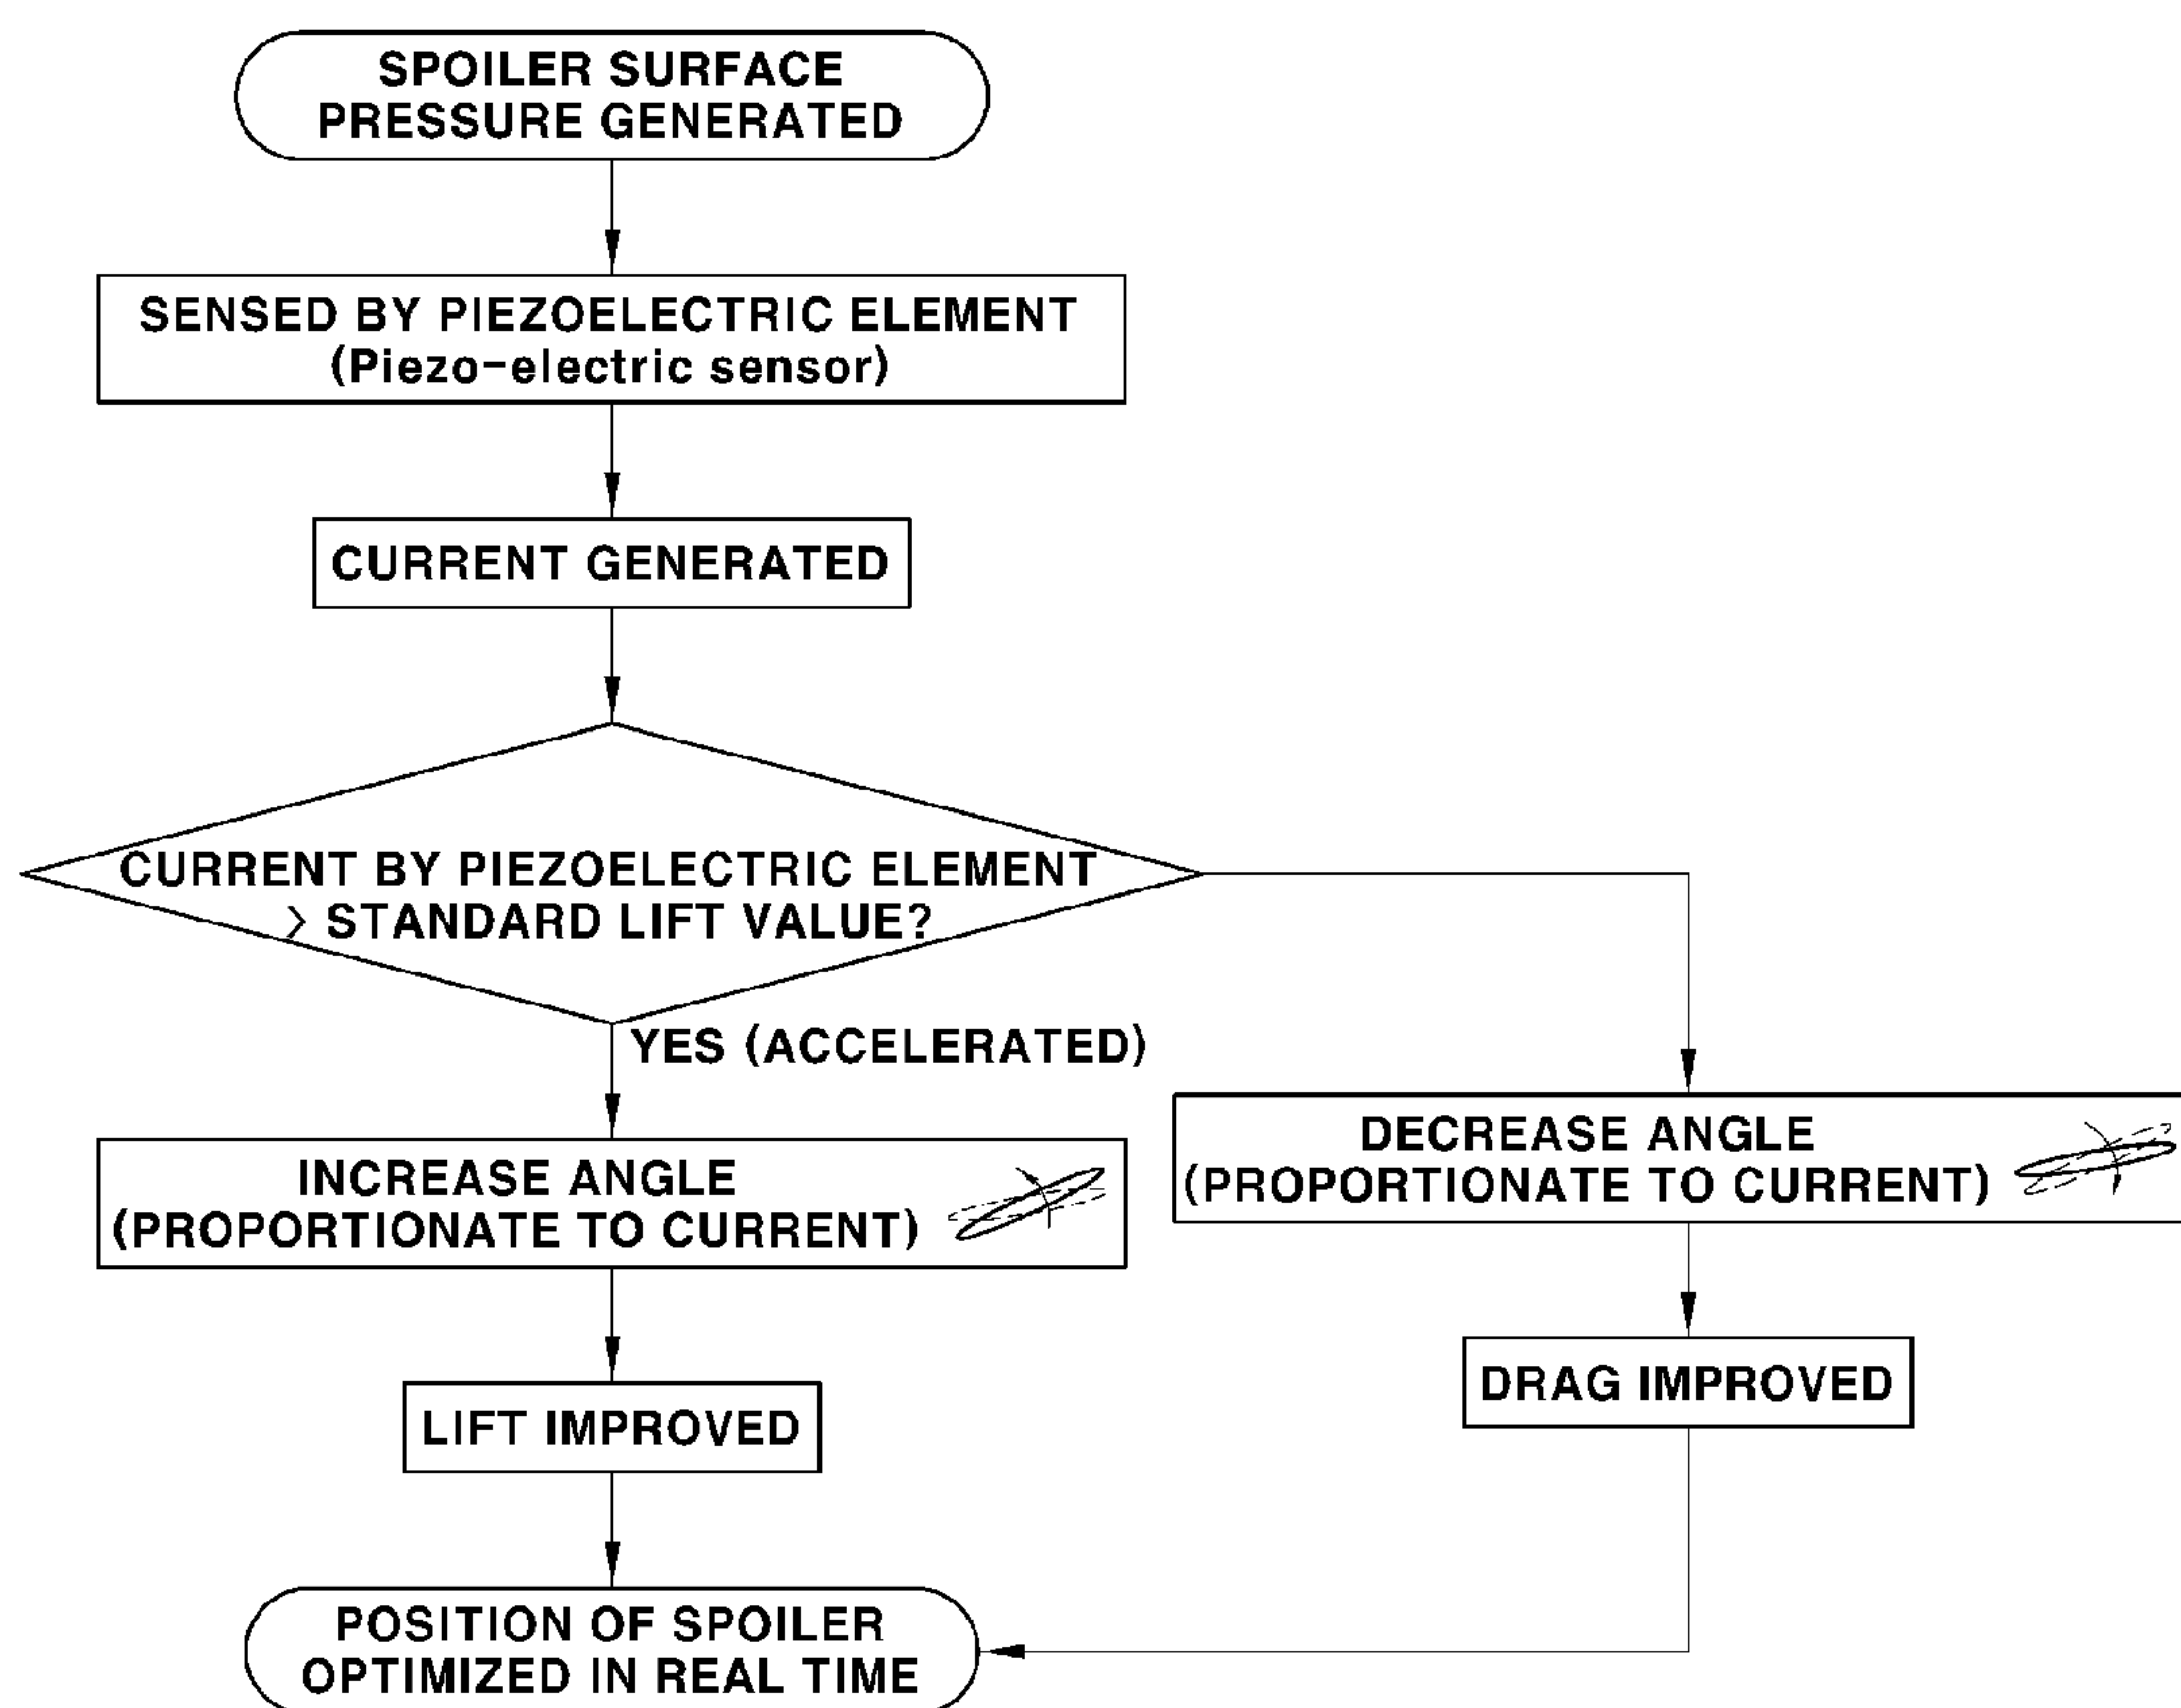 SPOILER SURFACE
PRESSURE GENERATED
SENSED BY PIEZOELECTRIC ELEMENT
(Piezo-electric sensor)
CURRENT GENERATED
CURRENT BY PIEZOELECTRIC ELEMENT
> STANDARD LIFT VALUE?
YES (ACCELERATED)
INCREASE ANGLE
(PROPORTIONATE TO CURRENT)
DECREASE ANGLE
(PROPORTIONATE TO CURRENT)
LIFT IMPROVED
DRAG IMPROVED
POSITION OF SPOILER
OPTIMIZED IN REAL TIME